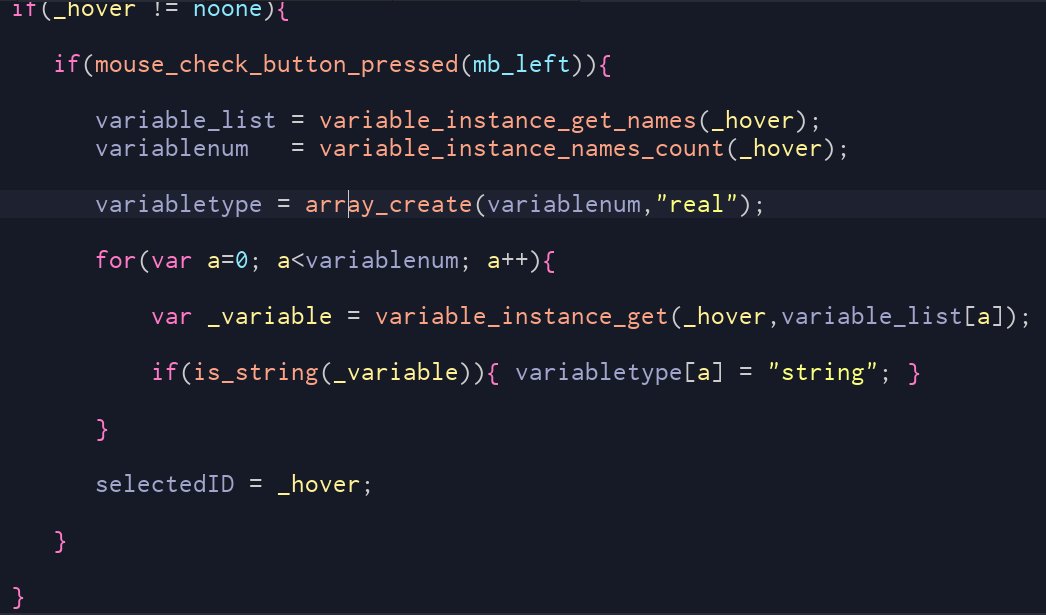 if(_hover != noone){
if(mouse_check_button_pressed(mb_left)){
variable_list = variable_instance_get_names(_hover);
variablenum   = variable_instance_names_count(_hover);
variabletype = array_create(variablenum,"real");
for(var a=0; a<variablenum; a++){
var _variable = variable_instance_get(_hover,variable_list[a]);
if(is_string(_variable)){ variabletype[a] = "string"; }
}
selectedID = _hover;
}
}